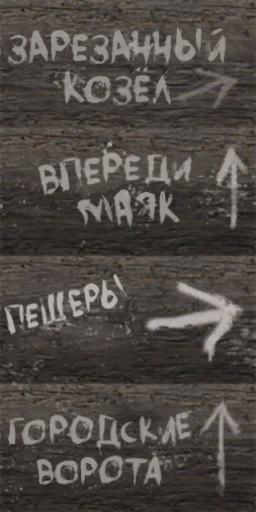 ЗАРЕЗАННЫЙ
КОЗЁЛ
ВПЕРЕДИ
МАЯК
ПЕЩЕРЫ
ГОРОДСКИЕ
ВОРОТА